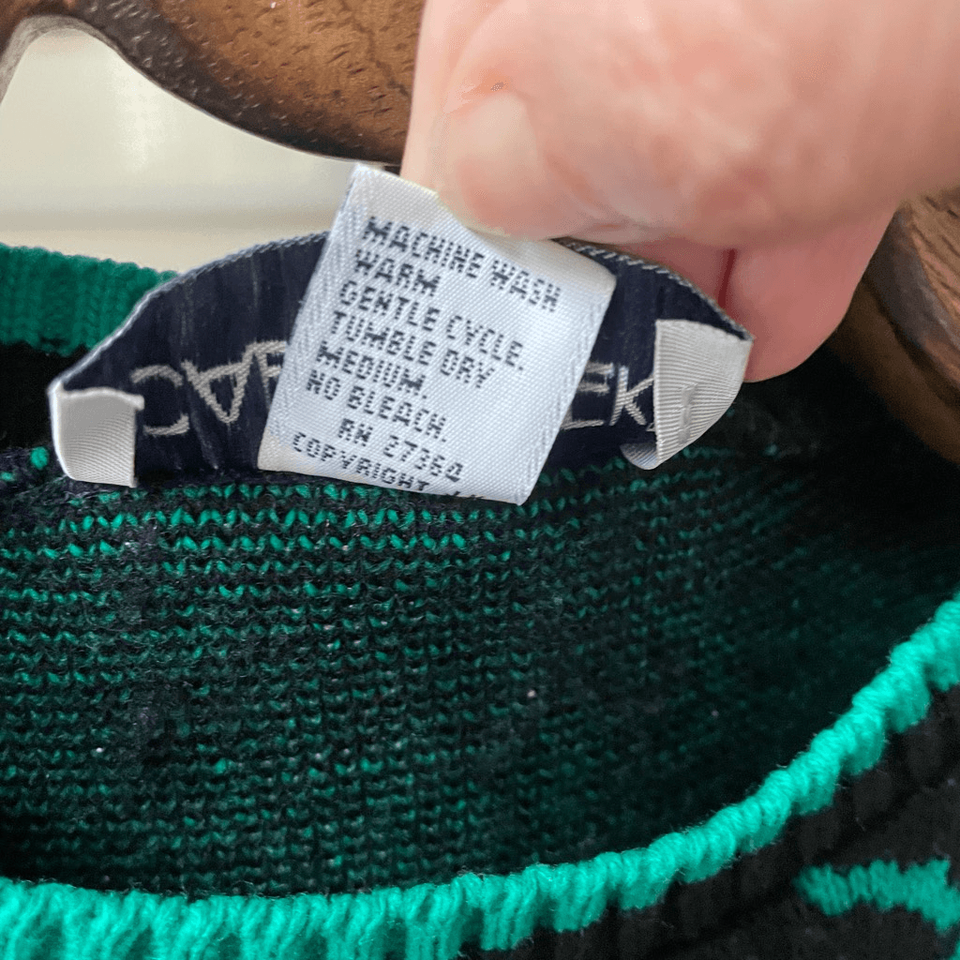 MACHINE WASH
WARM
GENTLE CYCLE.
TUMBLE DRY
MEDIUM.
NO BLEACH.
RN 27364
COPYRIGHT